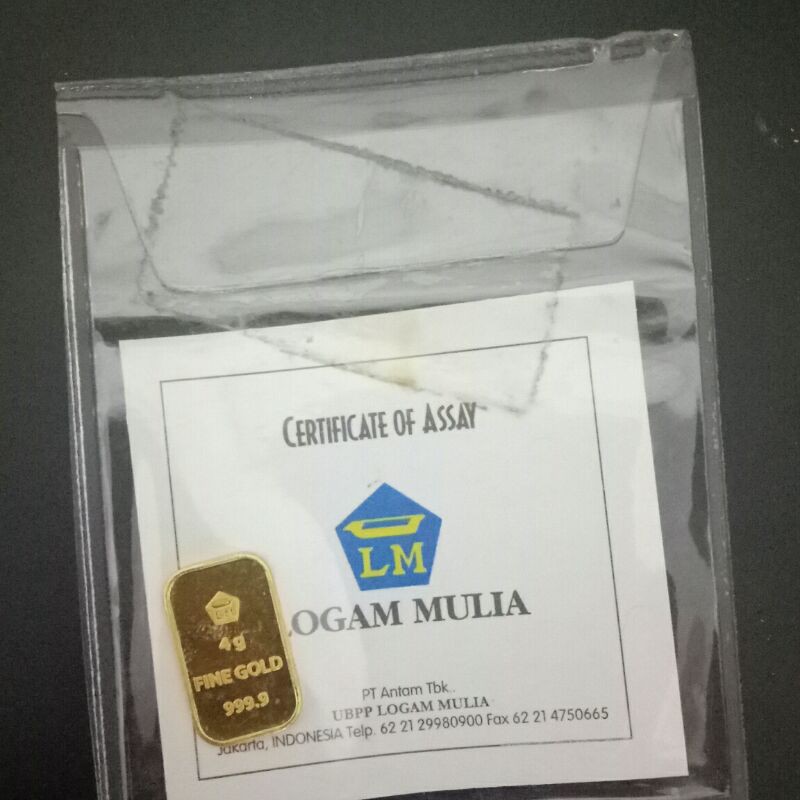 CERTIFICATE OF ASSAY
LM
LOGAM MULIA
PT Antam Tbk.
UBPP LOGAM MULIA
Jakarta, INDONESIA Telp. 62 21 29980900 Fax 62 21 4750665
LM
4g
FINE GOLD
999.9